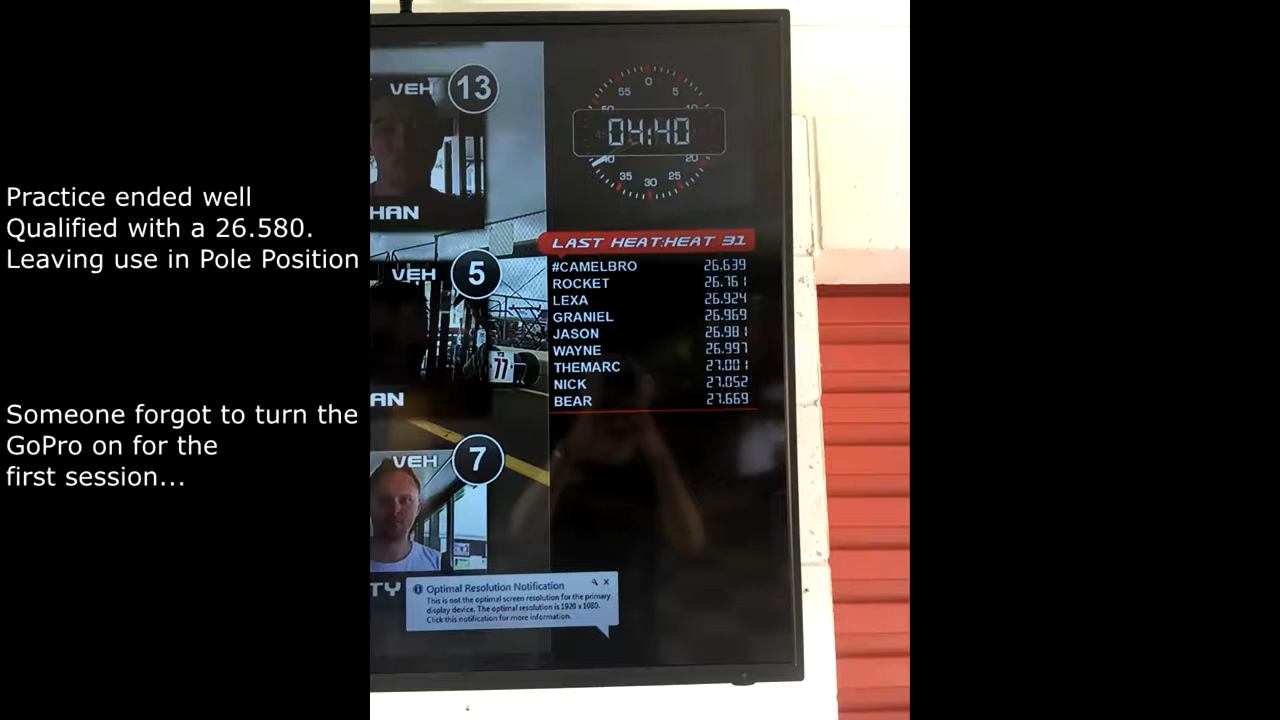 Practice ended well
Qualified with a 26.580.
Leaving use in Pole Position
Someone forgot to turn the
GoPro on for the
first session...
VEH 13
HAN
VEH 5
AN
77
VEH 7
TY
0
5
10
20
25
30
35
40
50
55
04:40
LAST HEAT:HEAT 31
#CAMELBRO 26.639
ROCKET 26.761
LEXA 26.924
GRANIEL 26.969
JASON 26.981
WAYNE 26.997
THEMARC 27.001
NICK 27.052
BEAR 27.669
Optimal Resolution Notification
This is not the optimal screen resolution for the primary
display device. The optimal resolution is 1920 x 1080.
Click this notification for more information.